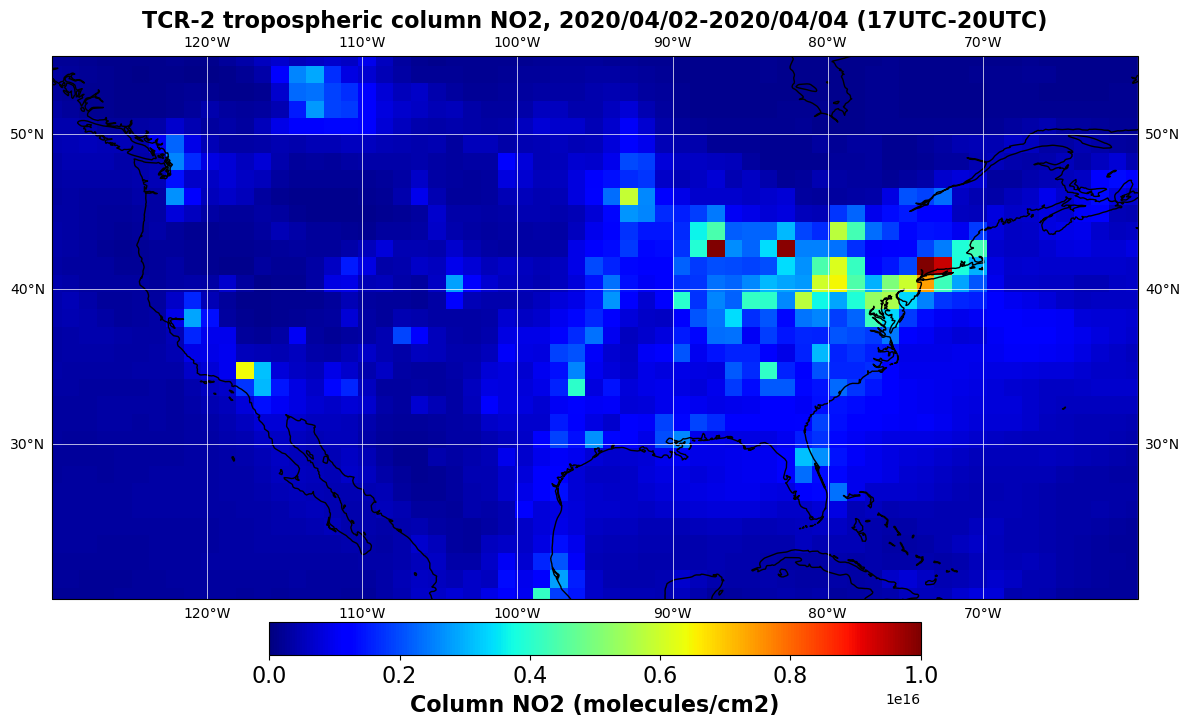 TCR-2 tropospheric column NO2, 2020/04/02-2020/04/04 (17UTC-20UTC)
120°W 110°W 100°W 90°W 80°W 70°W
50°N 50°N
40°N 40°N
30°N 30°N
120°W 110°W 100°W 90°W 80°W 70°W
0.0 0.2 0.4 0.6 0.8 1.0
1e16
Column NO2 (molecules/cm2)